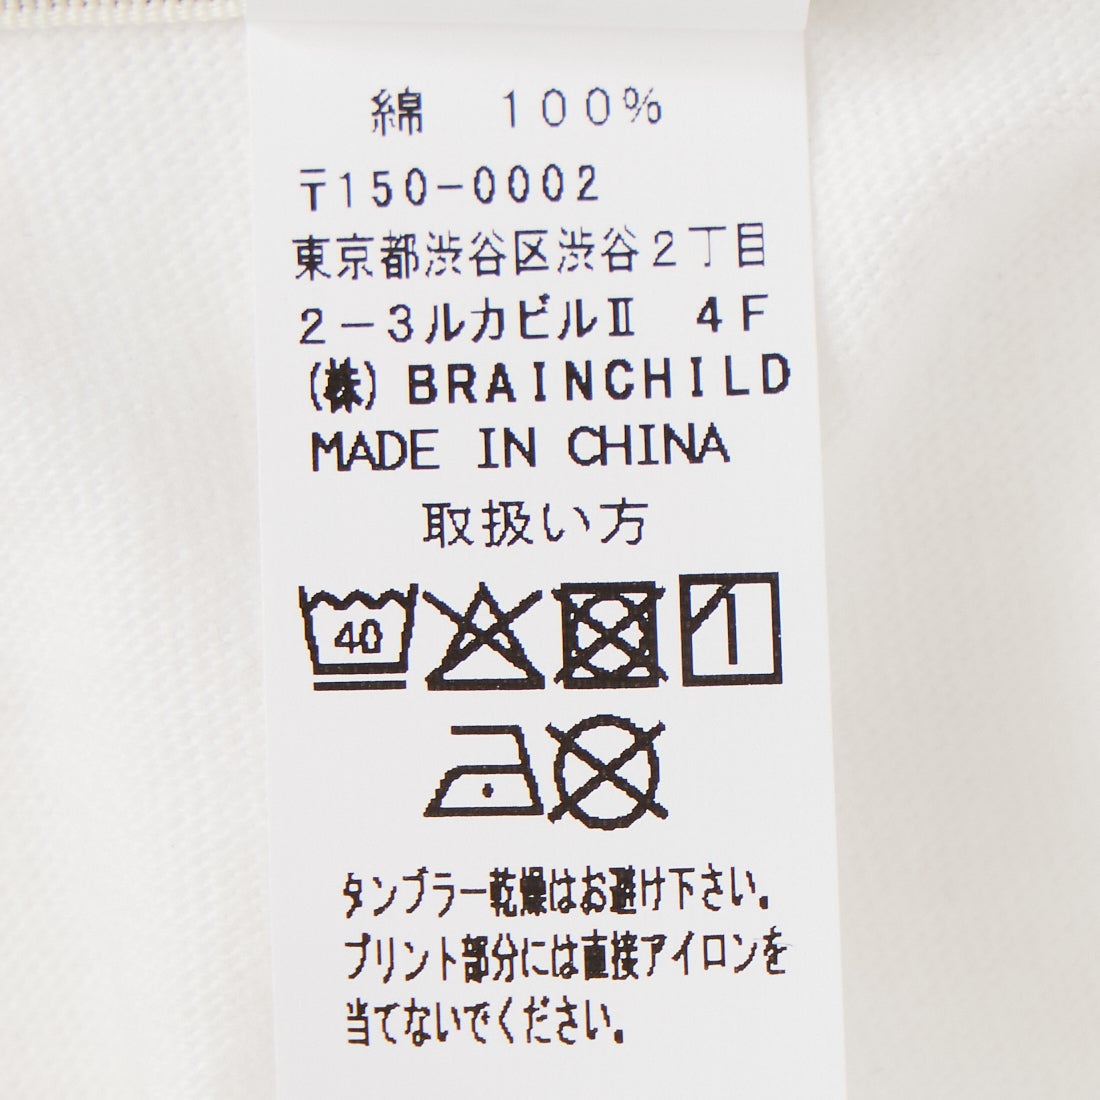 綿　100%
〒150-0002
東京都渋谷区渋谷2丁目
2-3ルカビルⅡ　4F
(株) BRAINCHILD
MADE IN CHINA
取扱い方
40
タンブラー乾燥はお避け下さい。
プリント部分には直接アイロンを
当てないでください。